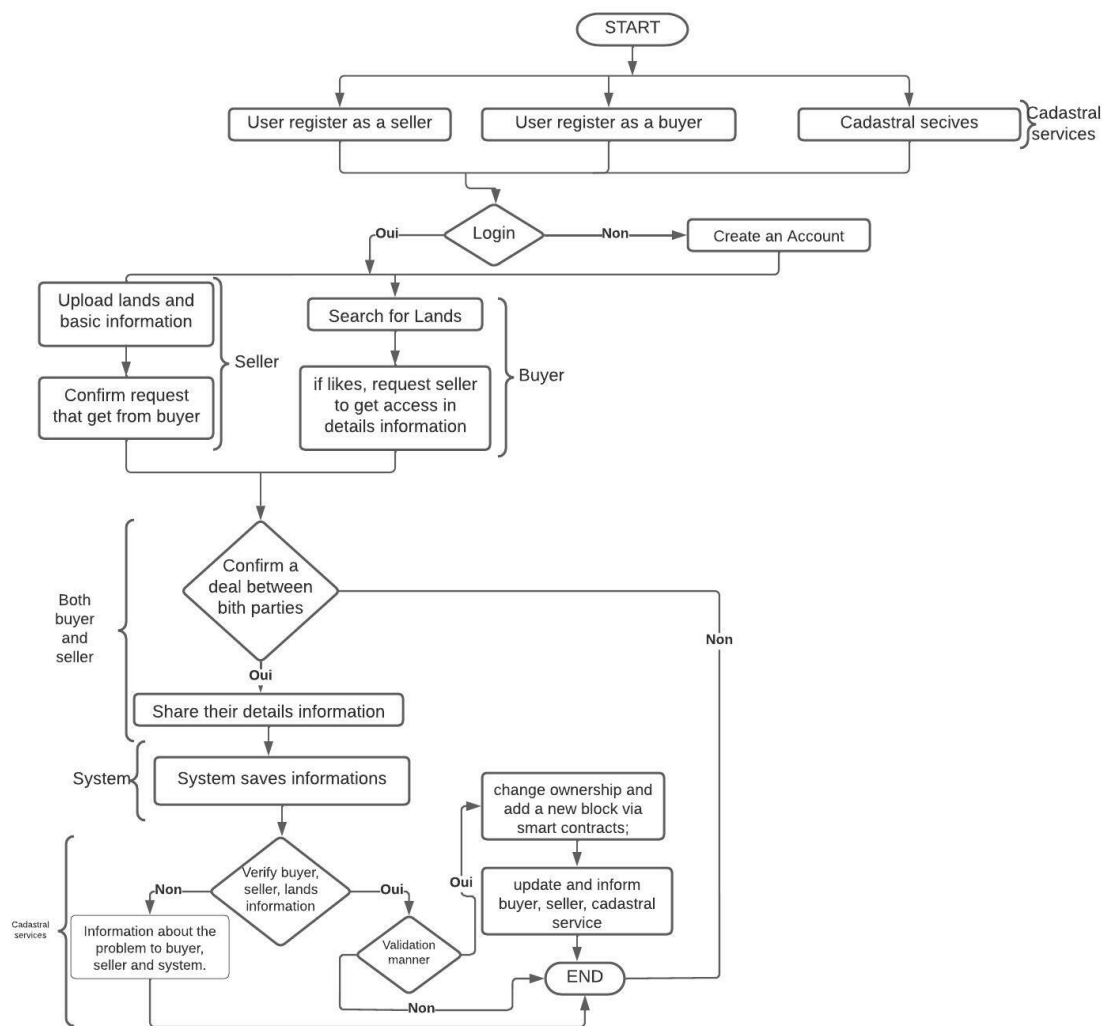 START
User register as a seller
User register as a buyer
Cadastral secives
Cadastral
services
Login
Oui
Non
Create an Account
Upload lands and
basic information
Search for Lands
Seller
Buyer
Confirm request
that get from buyer
if likes, request seller
to get access in
details information
Confirm a
deal between
bith parties
Both
buyer
and
seller
Non
Oui
Share their details information
System
System saves informations
change ownership and
add a new block via
smart contracts;
Verify buyer,
seller, lands
information
Non
Oui
Oui
update and inform
buyer, seller, cadastral
service
Cadastral
services
Information about the
problem to buyer,
seller and system.
Validation
manner
Non
END